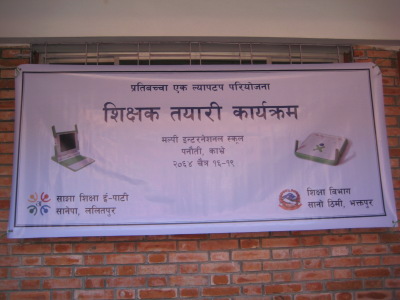 प्रतिबच्चा एक ल्यापटप परियोजना
शिक्षक तयारी कार्यक्रम
मल्पी इन्टरनेशनल स्कूल
पनौती, काभ्रे
२०६४ चैत्र १६-१९
साझा शिक्षा ई-पाटी
सानेपा, ललितपुर
शिक्षा विभाग
सानो ठिमी, भक्तपुर